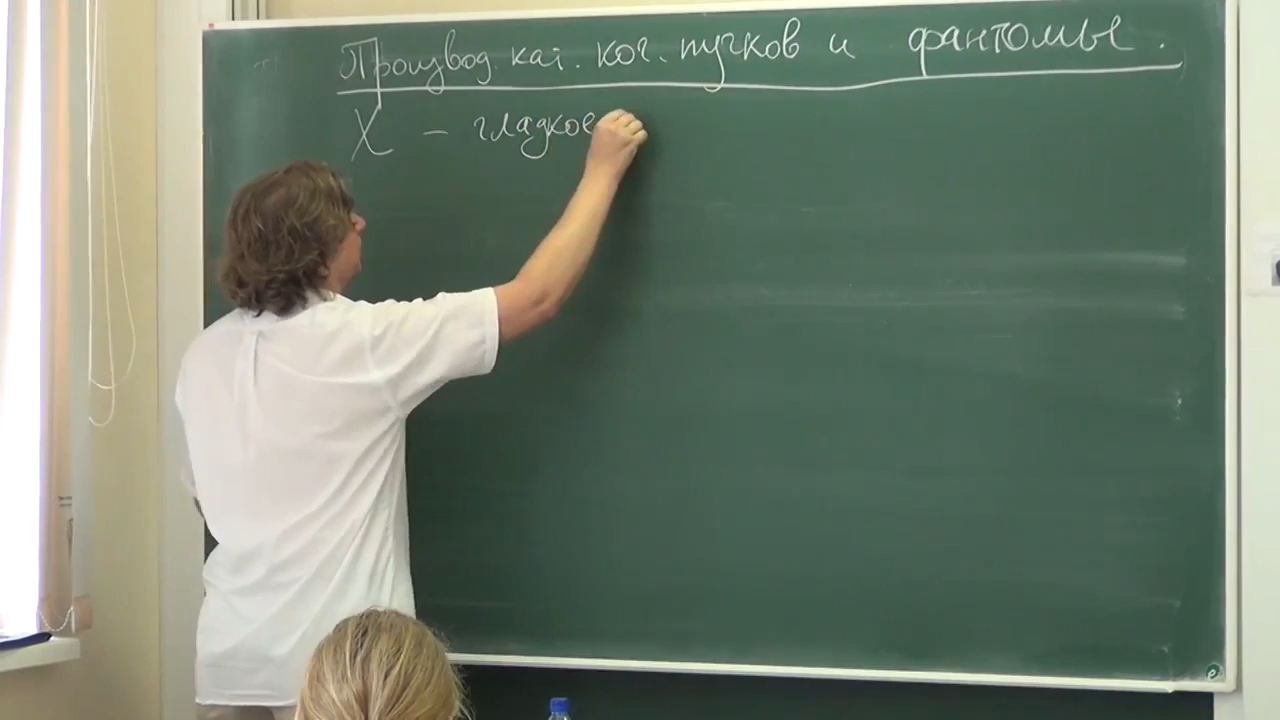 Производ. кат. ког. пучков и фантомы.
X – гладкое